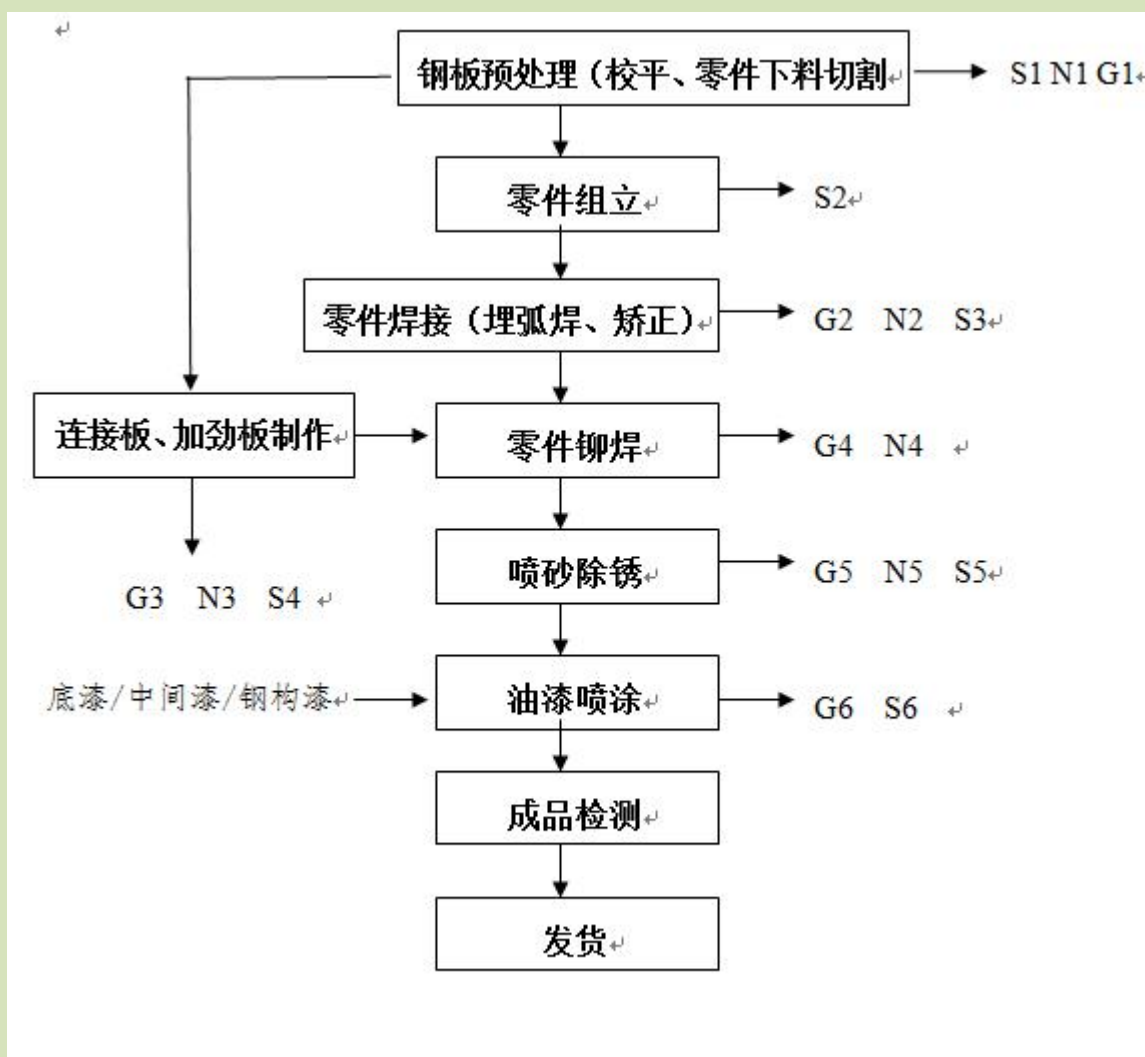 钢板预处理（校平、零件下料切割
S1 N1 G1
零件组立
S2
零件焊接（埋弧焊、矫正）
G2 N2 S3
连接板、加劲板制作
零件铆焊
G4 N4
喷砂除锈
G5 N5 S5
G3 N3 S4
底漆/中间漆/钢构漆
油漆喷涂
G6 S6
成品检测
发货